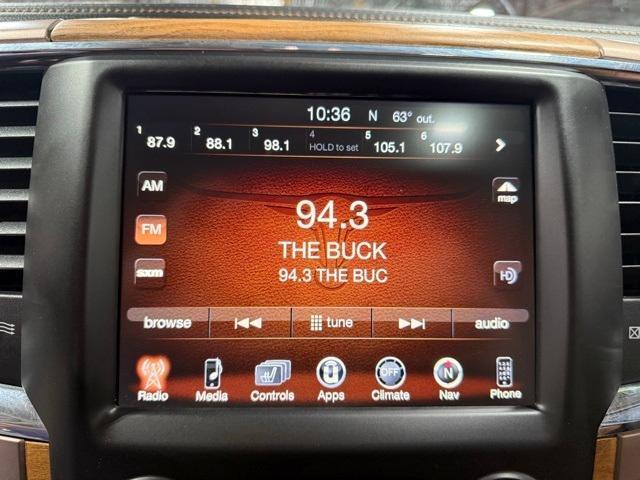 10:36 N 63° out.
1 87.9 2 88.1 3 98.1 4 HOLD to set 5 105.1 6 107.9
AM
FM
sxm
94.3
THE BUCK
94.3 THE BUC
map
HD
browse tune audio
OFF N
Radio Media Controls Apps Climate Nav Phone